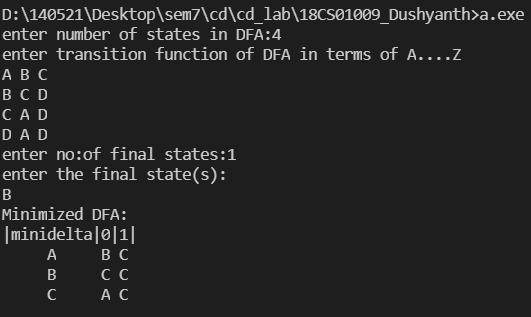 D:\140521\Desktop\sem7\cd\cd_lab\18CS01009_Dushyanth>a.exe
enter number of states in DFA:4
enter transition function of DFA in terms of A....Z
A B C
B C D
C A D
D A D
enter no:of final states:1
enter the final state(s):
B
Minimized DFA:
|minidelta|0|1|
A B C
B C C
C A C